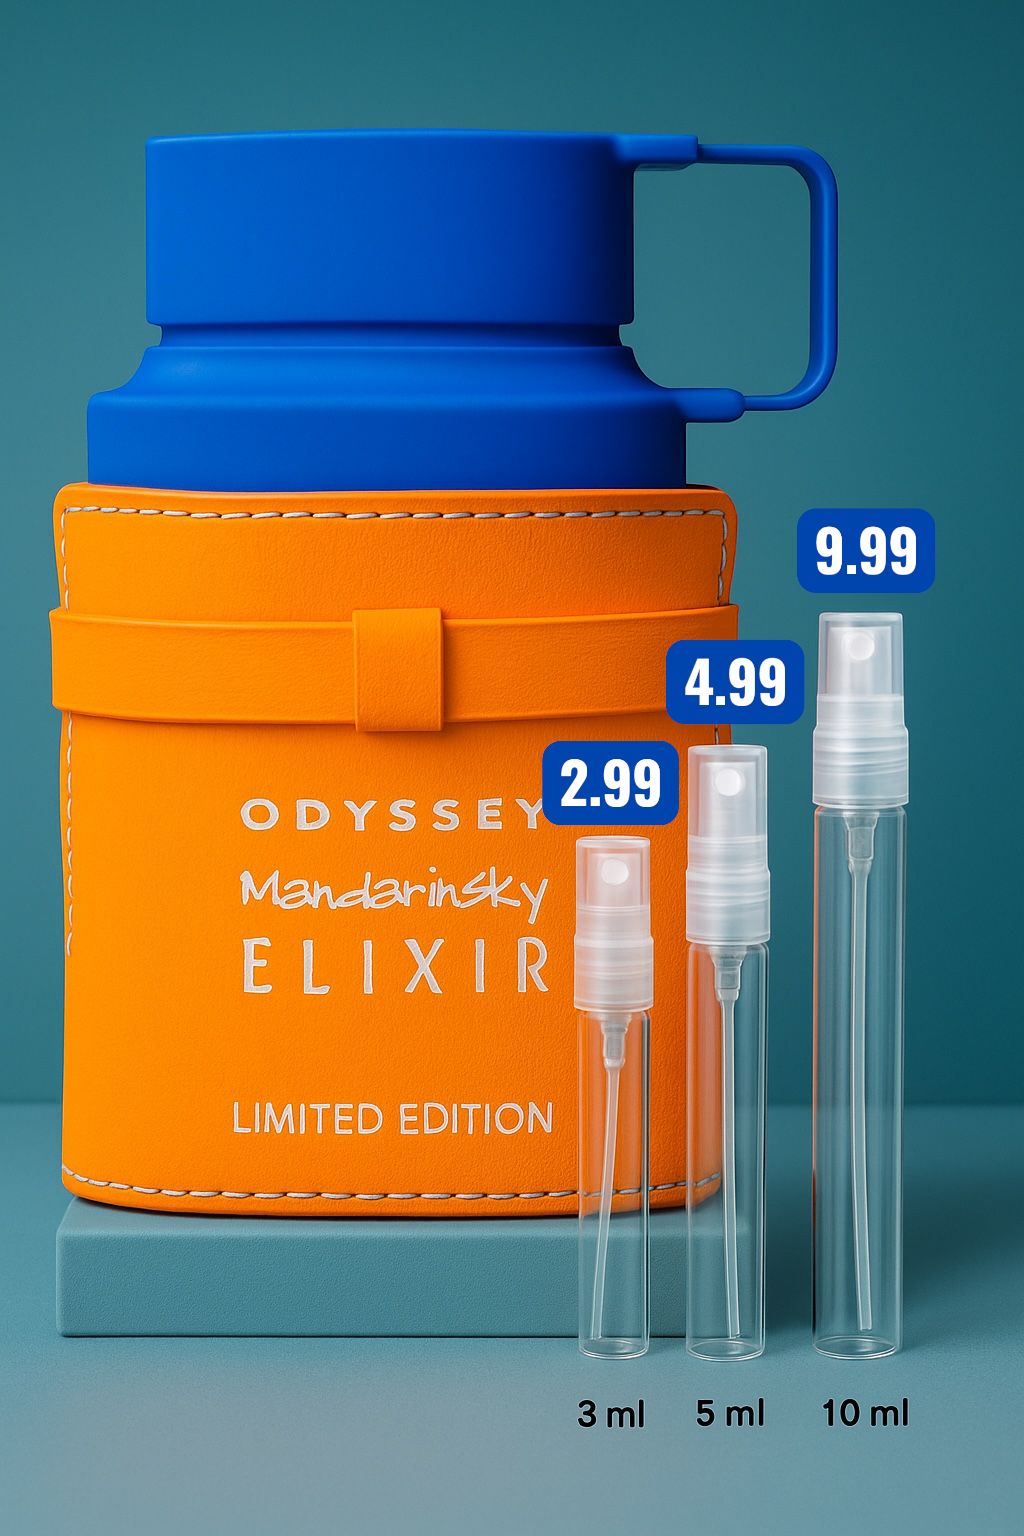 9.99
4.99
2.99
ODYSSEY
Mandarinsky
ELIXIR
LIMITED EDITION
3 ml 5 ml 10 ml